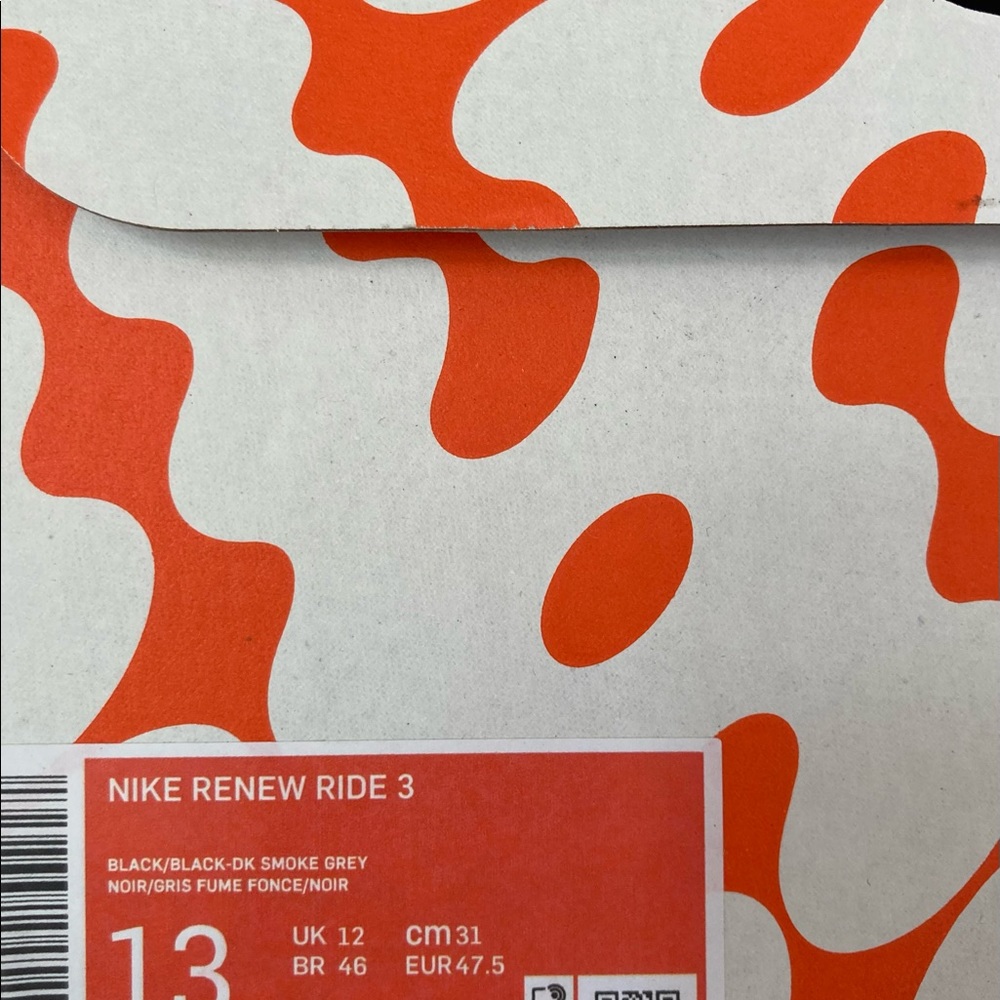 NIKE RENEW RIDE 3
BLACK/BLACK-DK SMOKE GREY
NOIR/GRIS FUME FONCE/NOIR
13
UK 12 cm 31
BR 46 EUR 47.5